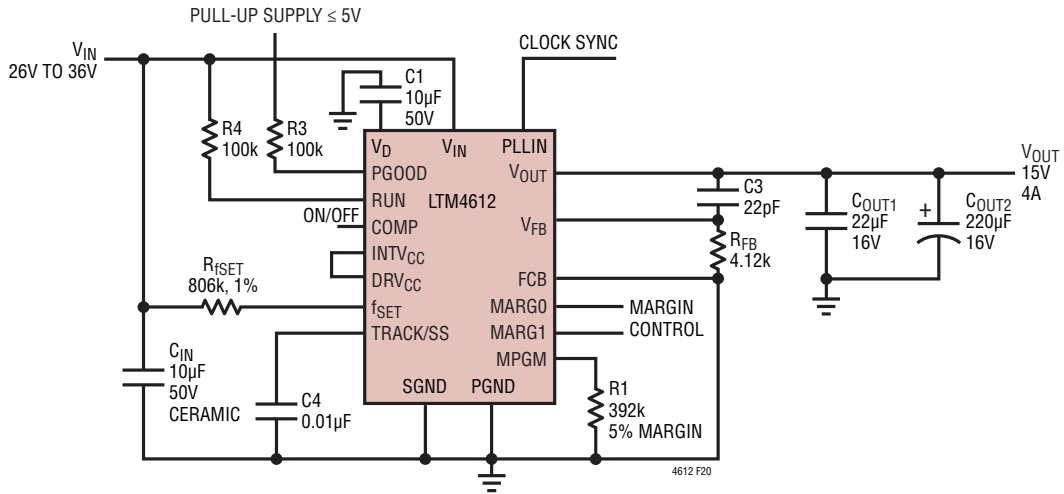 PULL-UP SUPPLY ≤ 5V
V_IN
26V TO 36V
CLOCK SYNC
C1
10µF
50V
R4
100k
R3
100k
V_D
V_IN
PLLIN
PGOOD
V_OUT
RUN
LTM4612
ON/OFF
COMP
V_FB
INTV_CC
DRV_CC
FCB
f_SET
MARG0
TRACK/SS
MARG1
MPGM
SGND
PGND
C3
22pF
R_FB
4.12k
V_OUT
15V
4A
C_OUT1
22µF
16V
+
C_OUT2
220µF
16V
R_fSET
806k, 1%
MARGIN
CONTROL
C_IN
10µF
50V
CERAMIC
C4
0.01µF
R1
392k
5% MARGIN
4612 F20